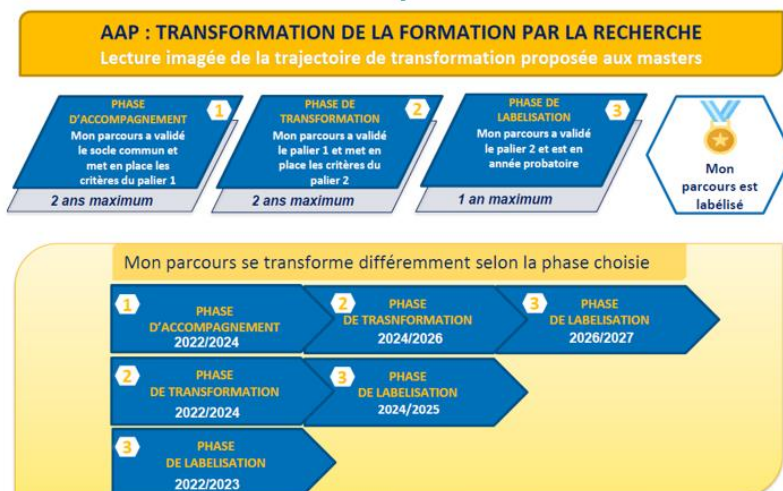 AAP : TRANSFORMATION DE LA FORMATION PAR LA RECHERCHE
Lecture imagée de la trajectoire de transformation proposée aux masters
PHASE
D'ACCOMPAGNEMENT
1
Mon parcours a validé
le socle commun et
met en place les
critères du palier 1
2 ans maximum
PHASE DE
TRANSFORMATION
2
Mon parcours a validé
le palier 1 et met en
place les critères du
palier 2
2 ans maximum
PHASE DE
LABELISATION
3
Mon parcours a validé
le palier 2 et est en
année probatoire
1 an maximum
Mon
parcours est
labélisé
Mon parcours se transforme différemment selon la phase choisie
1
PHASE
D'ACCOMPAGNEMENT
2022/2024
2
PHASE
DE TRASNFORMATION
2024/2026
3
PHASE
DE LABELISATION
2026/2027
2
PHASE
DE TRANSFORMATION
2022/2024
3
PHASE
DE LABELISATION
2024/2025
3
PHASE
DE LABELISATION
2022/2023